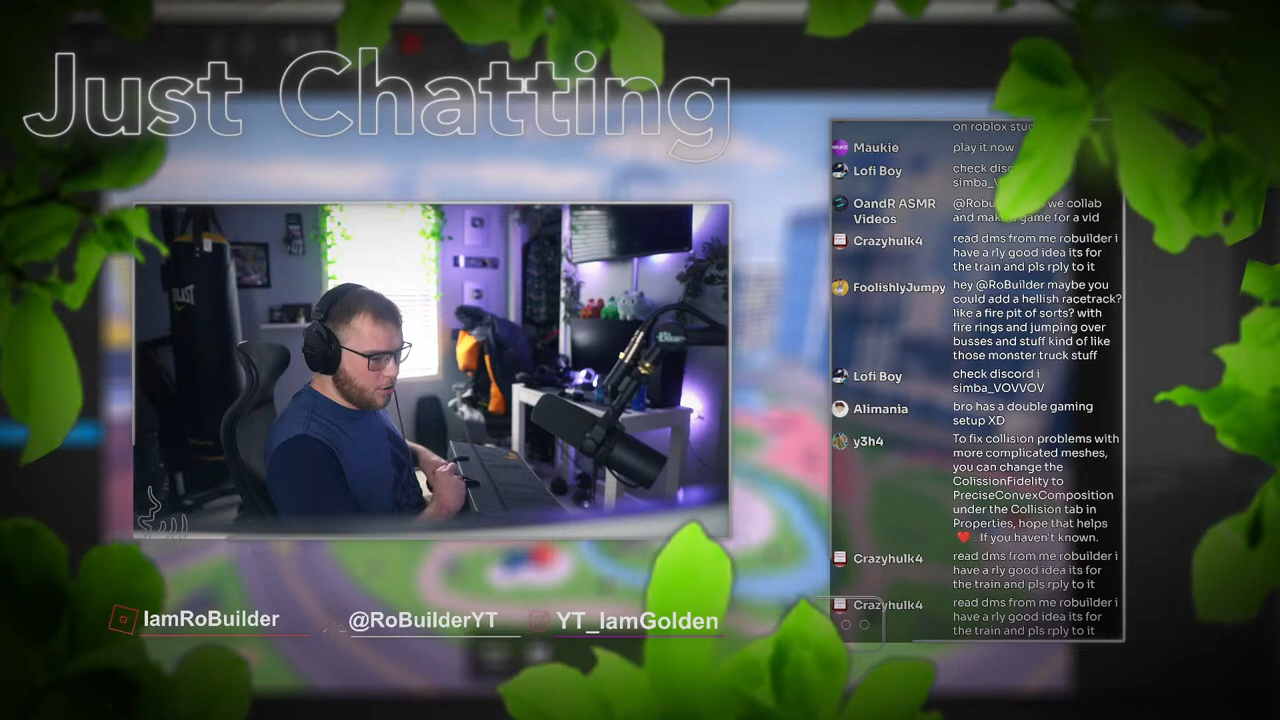 Just Chatting
on roblox stud
Maukie
play it now
Lofi Boy
check disc
simba_V
OandR ASMR
Videos
@Robu we collab
and make game for a vid
Crazyhulk4
read dms from me robuilder i
have a rly good idea its for
the train and pls rply to it
FoolishlyJumpy
hey @RoBuilder maybe you
could add a hellish racetrack?
like a fire pit of sorts? with
fire rings and jumping over
busses and stuff kind of like
those monster truck stuff
Lofi Boy
check discord i
simba_VOVVOV
Alimania
bro has a double gaming
setup XD
y3h4
To fix collision problems with
more complicated meshes,
you can change the
ColissionFidelity to
PreciseConvexComposition
under the Collision tab in
Properties, hope that helps
❤️. If you haven't known.
Crazyhulk4
read dms from me robuilder i
have a rly good idea its for
the train and pls rply to it
Crazyhulk4
read dms from me robuilder i
have a rly good idea its for
the train and pls rply to it
EVERLAST
IamRoBuilder
@RoBuilderYT
YT_IamGolden